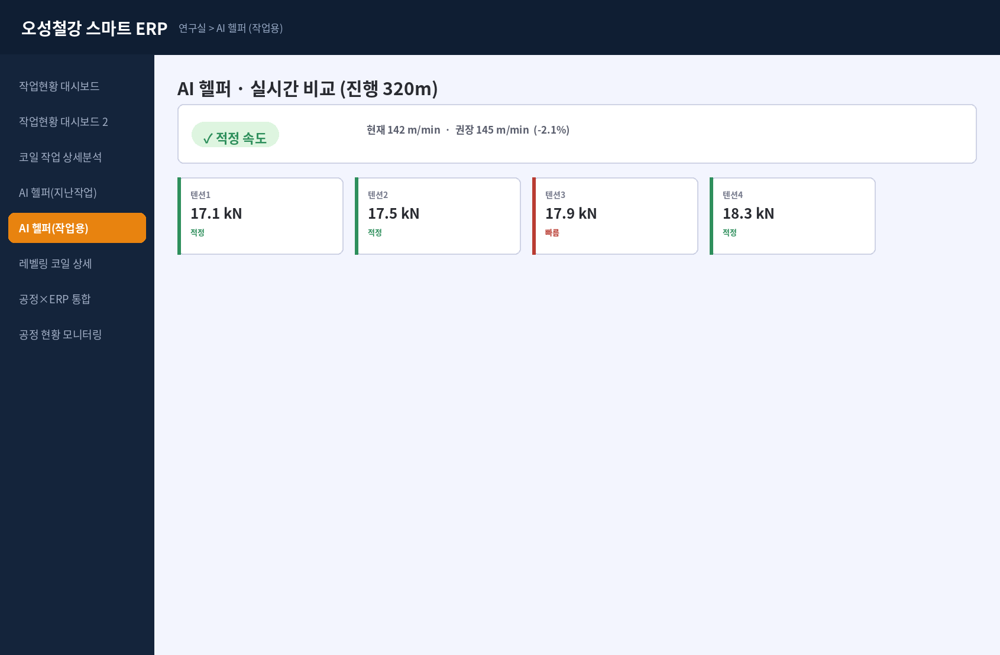 오성철강 스마트 ERP
연구실 > AI 헬퍼 (작업용)
작업현황 대시보드
작업현황 대시보드 2
코일 작업 상세분석
AI 헬퍼(지난작업)
AI 헬퍼(작업용)
레벨링 코일 상세
공정×ERP 통합
공정 현황 모니터링
AI 헬퍼 · 실시간 비교 (진행 320m)
✓ 적정 속도
현재 142 m/min · 권장 145 m/min (-2.1%)
텐션1
17.1 kN
적정
텐션2
17.5 kN
적정
텐션3
17.9 kN
빠름
텐션4
18.3 kN
적정